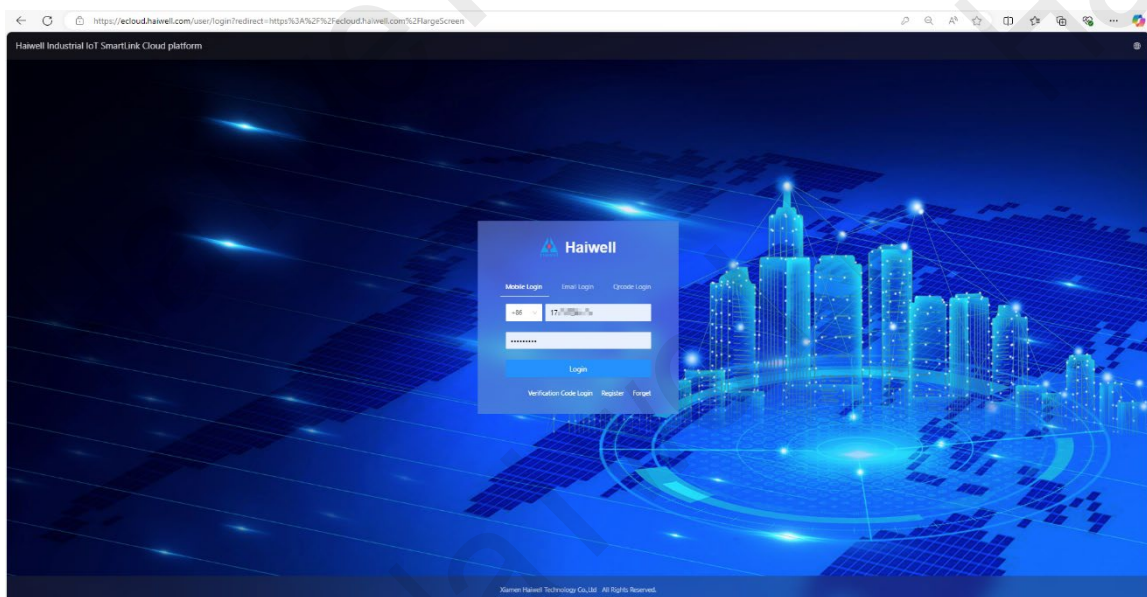 https://ecloud.haiwell.com/user/login?redirect=https%3A%2F%2Fecloud.haiwell.com%2FlargeScreen
Haiwell Industrial IoT SmartLink Cloud platform
Haiwell
Mobile Login Email Login Qrcode Login
+86 17
Login
Verification Code Login Register Forget
Xiamen Haiwell Technology Co.,Ltd All Rights Reserved.